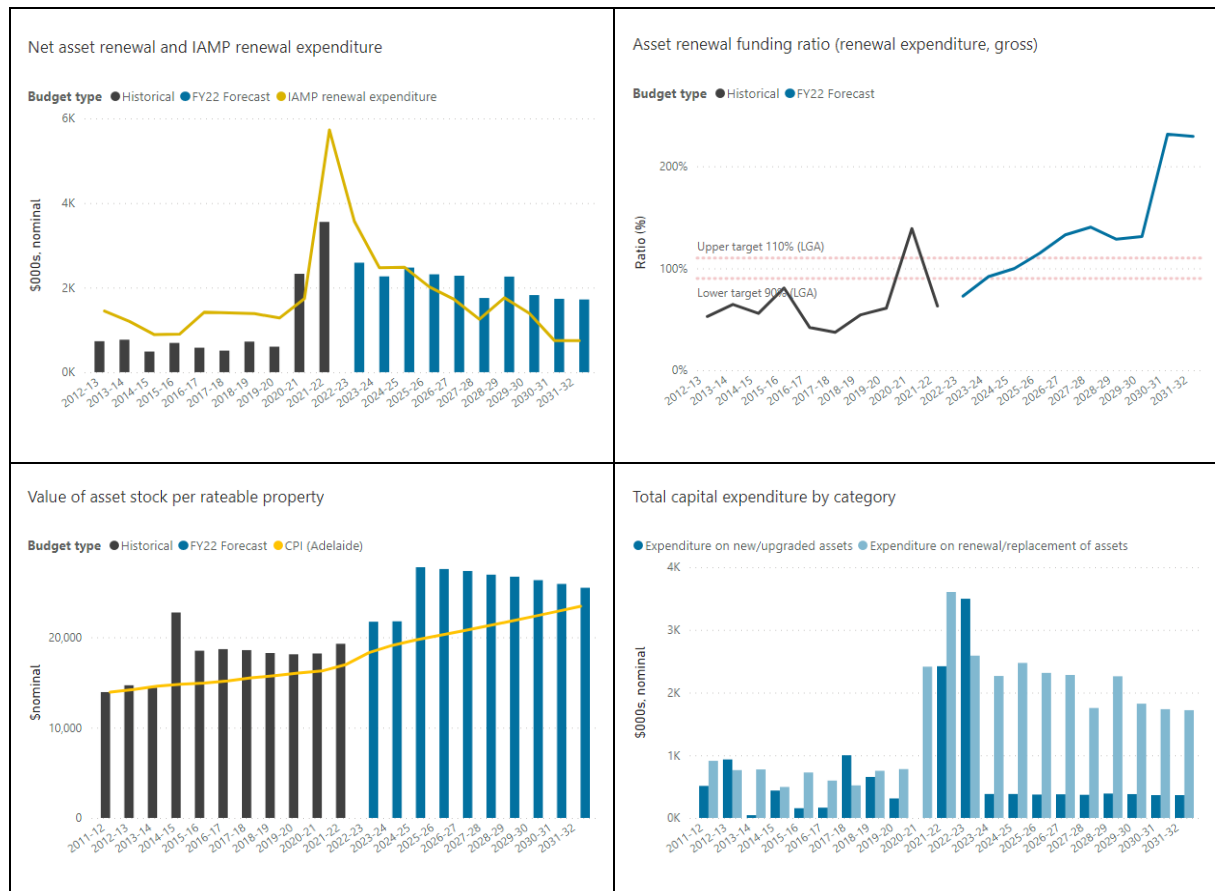 Net asset renewal and IAMP renewal expenditure
Budget type Historical FY22 Forecast IAMP renewal expenditure
6K
4K
2K
0K
$000s, nominal
2012-13 2013-14 2014-15 2015-16 2016-17 2017-18 2018-19 2019-20 2020-21 2021-22 2022-23 2023-24 2024-25 2025-26 2026-27 2027-28 2028-29 2029-30 2030-31 2031-32
Asset renewal funding ratio (renewal expenditure, gross)
Budget type Historical FY22 Forecast
200%
Upper target 110% (LGA)
100%
Lower target 90% (LGA)
0%
Ratio (%)
2012-13 2013-14 2014-15 2015-16 2016-17 2017-18 2018-19 2019-20 2020-21 2021-22 2022-23 2023-24 2024-25 2025-26 2026-27 2027-28 2028-29 2029-30 2030-31 2031-32
Value of asset stock per rateable property
Budget type Historical FY22 Forecast CPI (Adelaide)
20,000
10,000
0
$nominal
2011-12 2012-13 2013-14 2014-15 2015-16 2016-17 2017-18 2018-19 2019-20 2020-21 2021-22 2022-23 2023-24 2024-25 2025-26 2026-27 2027-28 2028-29 2029-30 2030-31 2031-32
Total capital expenditure by category
Expenditure on new/upgraded assets Expenditure on renewal/replacement of assets
4K
3K
2K
1K
0K
$000s, nominal
2011-12 2012-13 2013-14 2014-15 2015-16 2016-17 2017-18 2018-19 2019-20 2020-21 2021-22 2022-23 2023-24 2024-25 2025-26 2026-27 2027-28 2028-29 2029-30 2030-31 2031-32